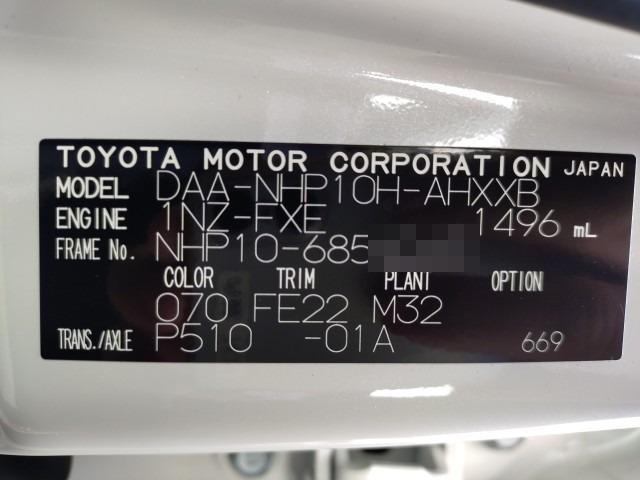 TOYOTA MOTOR CORPORATION JAPAN
MODEL DAA-NHP10H-AHXXB
ENGINE 1NZ-FXE 1496 mL
FRAME No. NHP10-685
COLOR TRIM PLANT OPTION
070 FE22 M32
TRANS./AXLE P510 -01A 669